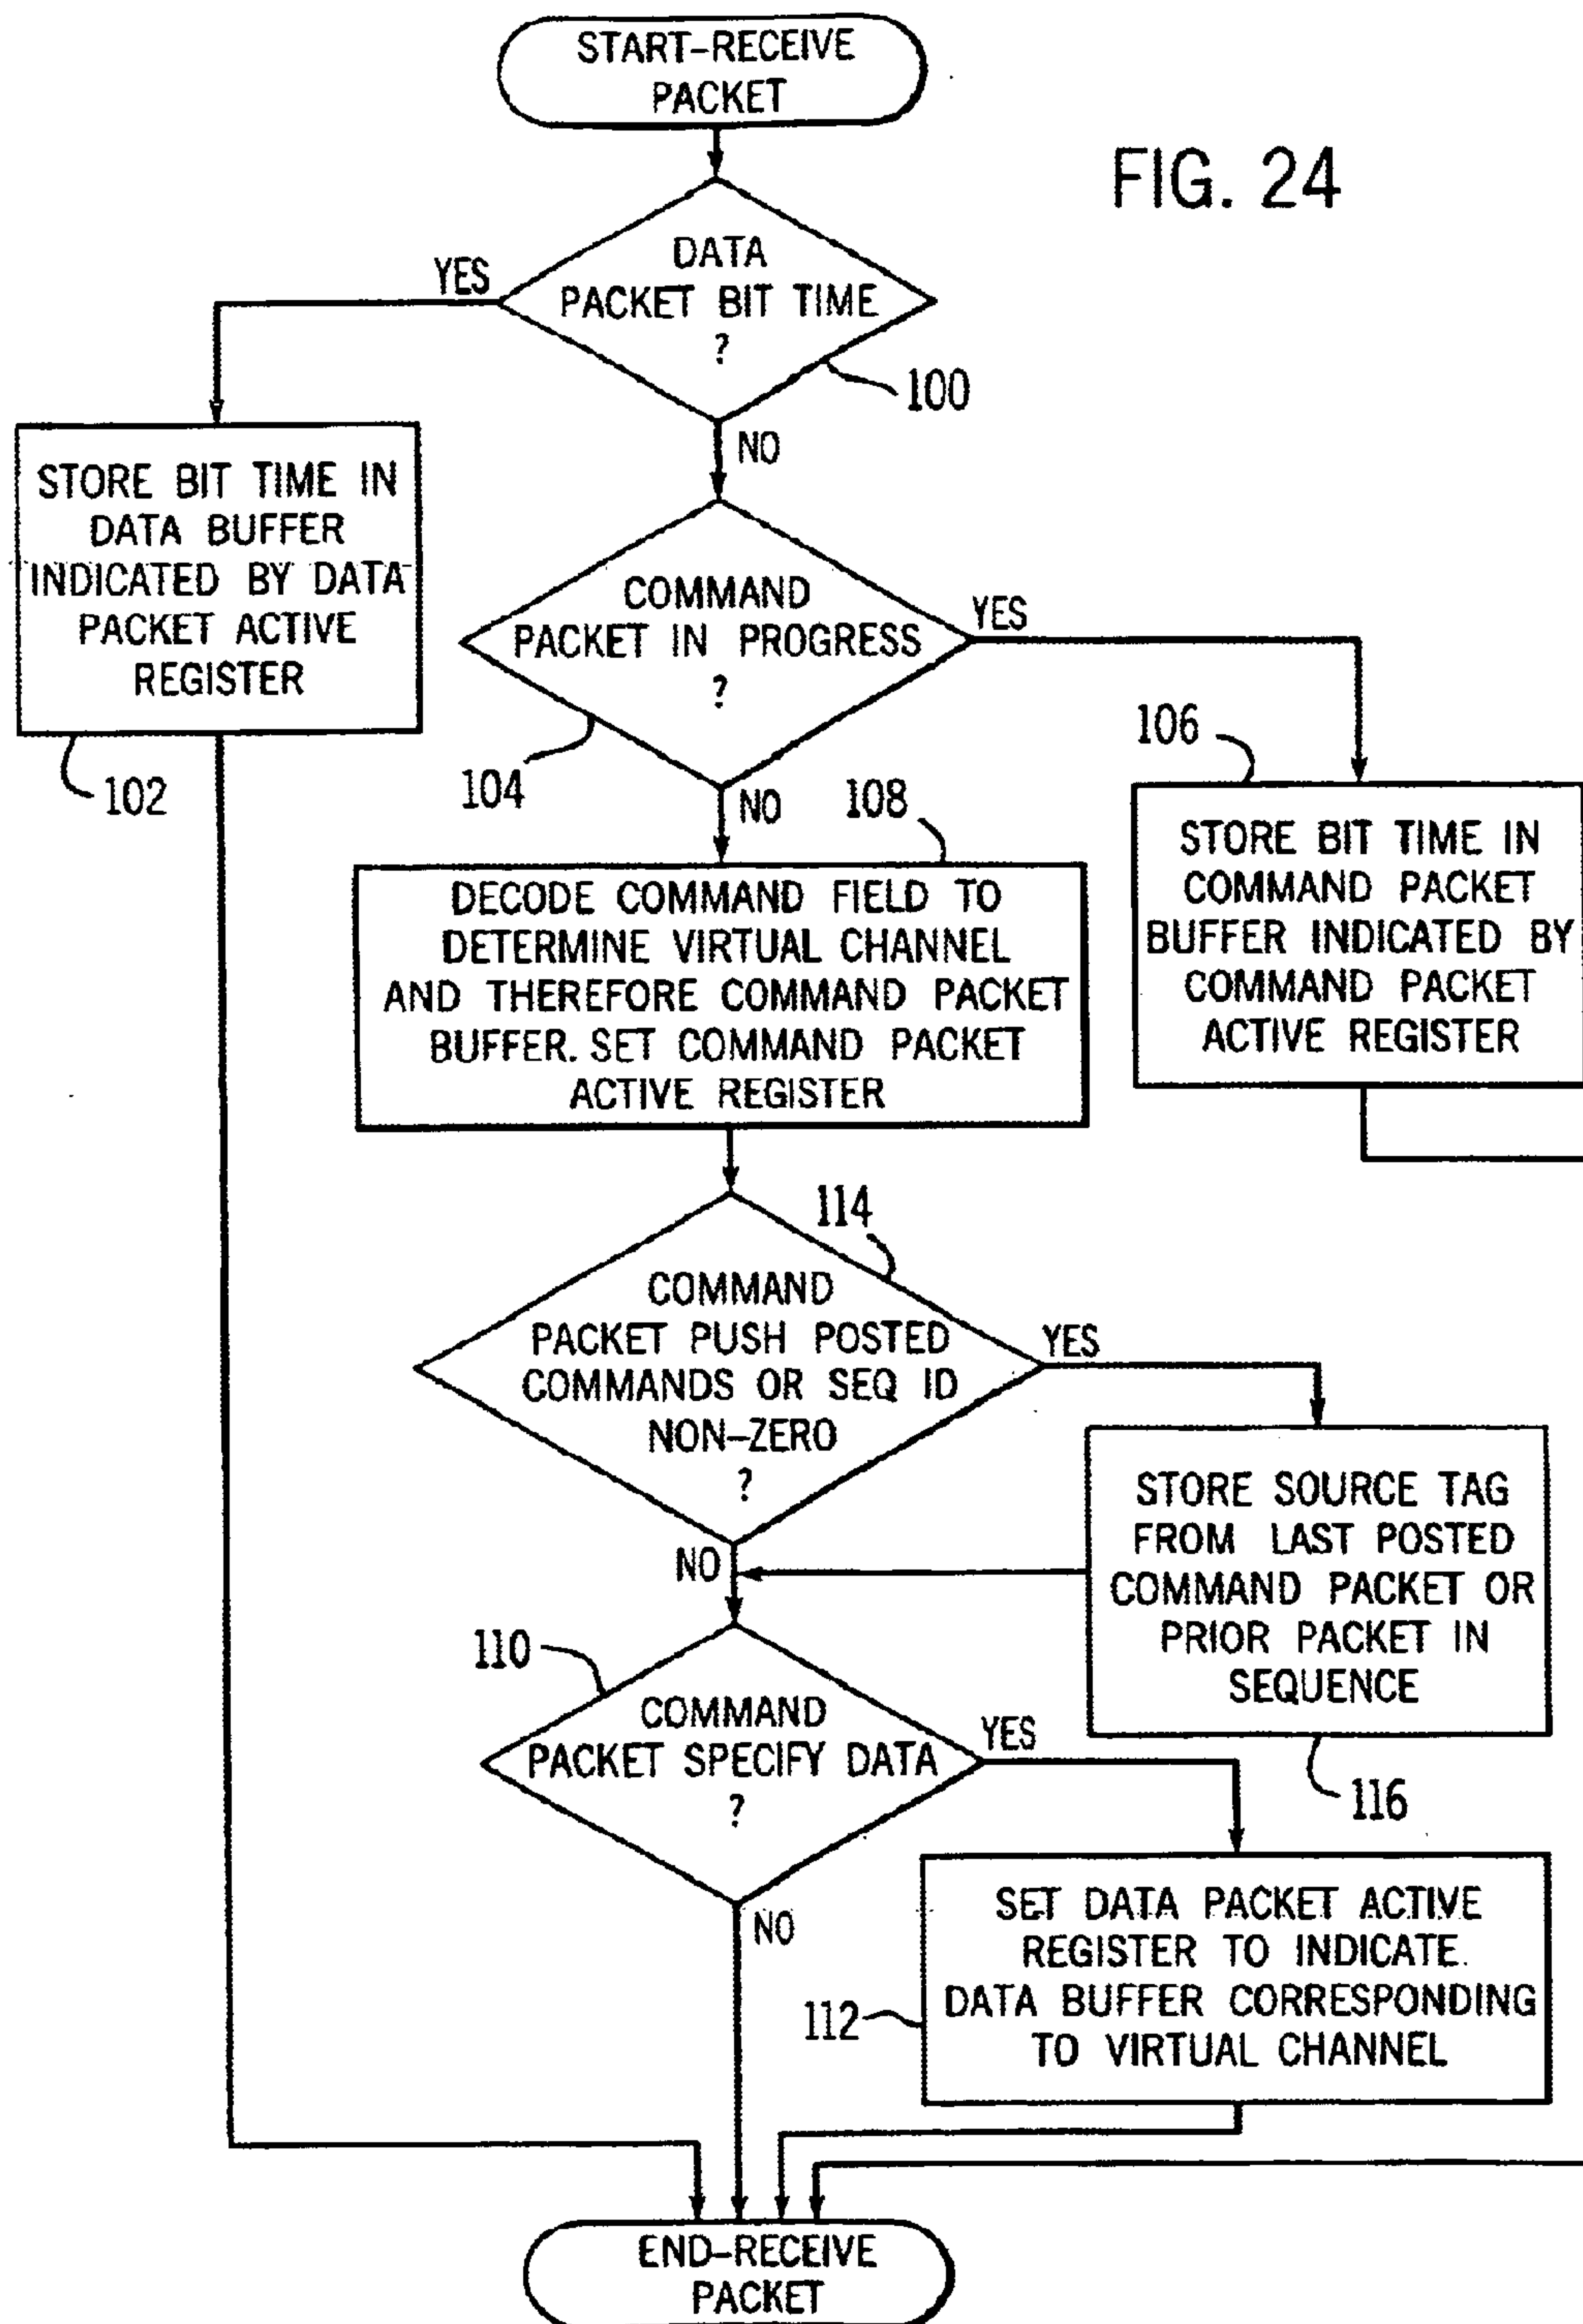 START-RECEIVE
PACKET
FIG. 24
DATA
PACKET BIT TIME
?
YES
100
NO
STORE BIT TIME IN
DATA BUFFER
INDICATED BY DATA
PACKET ACTIVE
REGISTER
102
COMMAND
PACKET IN PROGRESS
?
YES
104
NO
106
STORE BIT TIME IN
COMMAND PACKET
BUFFER INDICATED BY
COMMAND PACKET
ACTIVE REGISTER
108
DECODE COMMAND FIELD TO
DETERMINE VIRTUAL CHANNEL
AND THEREFORE COMMAND PACKET
BUFFER. SET COMMAND PACKET
ACTIVE REGISTER
114
COMMAND
PACKET PUSH POSTED
COMMANDS OR SEQ ID
NON-ZERO
?
YES
NO
STORE SOURCE TAG
FROM LAST POSTED
COMMAND PACKET OR
PRIOR PACKET IN
SEQUENCE
116
110
COMMAND
PACKET SPECIFY DATA
?
YES
NO
SET DATA PACKET ACTIVE
REGISTER TO INDICATE.
DATA BUFFER CORRESPONDING
TO VIRTUAL CHANNEL
112
END-RECEIVE
PACKET